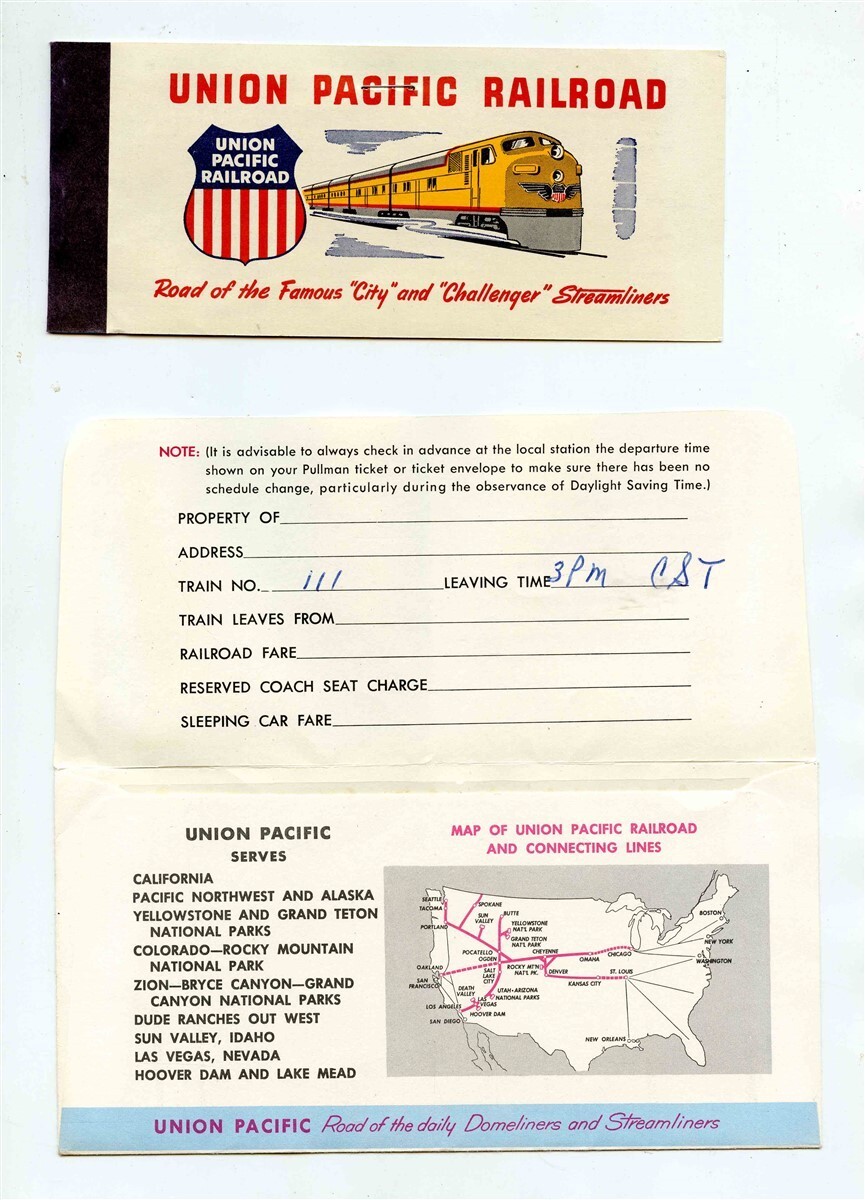 UNION PACIFIC RAILROAD
UNION
PACIFIC
RAILROAD
Road of the Famous "City" and "Challenger" Streamliners
NOTE: (It is advisable to always check in advance at the local station the departure time
shown on your Pullman ticket or ticket envelope to make sure there has been no
schedule change, particularly during the observance of Daylight Saving Time.)
PROPERTY OF
ADDRESS
TRAIN NO. 111 LEAVING TIME 3PM CST
TRAIN LEAVES FROM
RAILROAD FARE
RESERVED COACH SEAT CHARGE
SLEEPING CAR FARE
UNION PACIFIC
SERVES
CALIFORNIA
PACIFIC NORTHWEST AND ALASKA
YELLOWSTONE AND GRAND TETON
NATIONAL PARKS
COLORADO—ROCKY MOUNTAIN
NATIONAL PARK
ZION—BRYCE CANYON—GRAND
CANYON NATIONAL PARKS
DUDE RANCHES OUT WEST
SUN VALLEY, IDAHO
LAS VEGAS, NEVADA
HOOVER DAM AND LAKE MEAD
MAP OF UNION PACIFIC RAILROAD
AND CONNECTING LINES
SEATTLE
TACOMA
SPOKANE
PORTLAND
SUN
VALLEY
BUTTE
YELLOWSTONE
NAT'L PARK
GRAND TETON
NAT'L PARK
POCATELLO
OGDEN
CHEYENNE
OMAHA
CHICAGO
BOSTON
NEW YORK
WASHINGTON
OAKLAND
SAN
FRANCISCO
SALT
LAKE
CITY
ROCKY MT'N
NAT'L PK.
DENVER
KANSAS CITY
ST. LOUIS
DEATH
VALLEY
LAS
VEGAS
UTAH-ARIZONA
NATIONAL PARKS
LOS ANGELES
HOOVER DAM
SAN DIEGO
NEW ORLEANS
UNION PACIFIC Road of the daily Domeliners and Streamliners